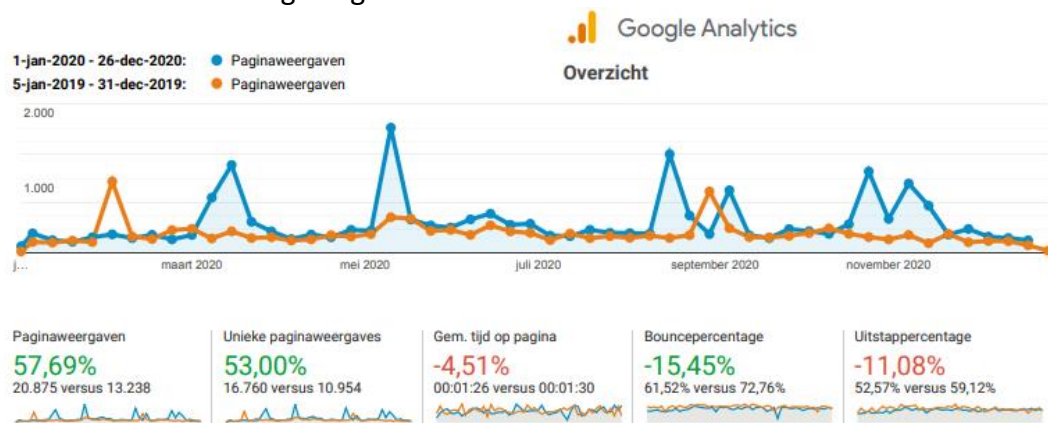 Google Analytics
1-jan-2020 - 26-dec-2020: Paginaweergaven
5-jan-2019 - 31-dec-2019: Paginaweergaven
Overzicht
2.000
1.000
j... maart 2020 mei 2020 juli 2020 september 2020 november 2020
Paginaweergaven
57,69%
20.875 versus 13.238
Unieke paginaweergaves
53,00%
16.760 versus 10.954
Gem. tijd op pagina
-4,51%
00:01:26 versus 00:01:30
Bouncepercentage
-15,45%
61,52% versus 72,76%
Uitstappercentage
-11,08%
52,57% versus 59,12%